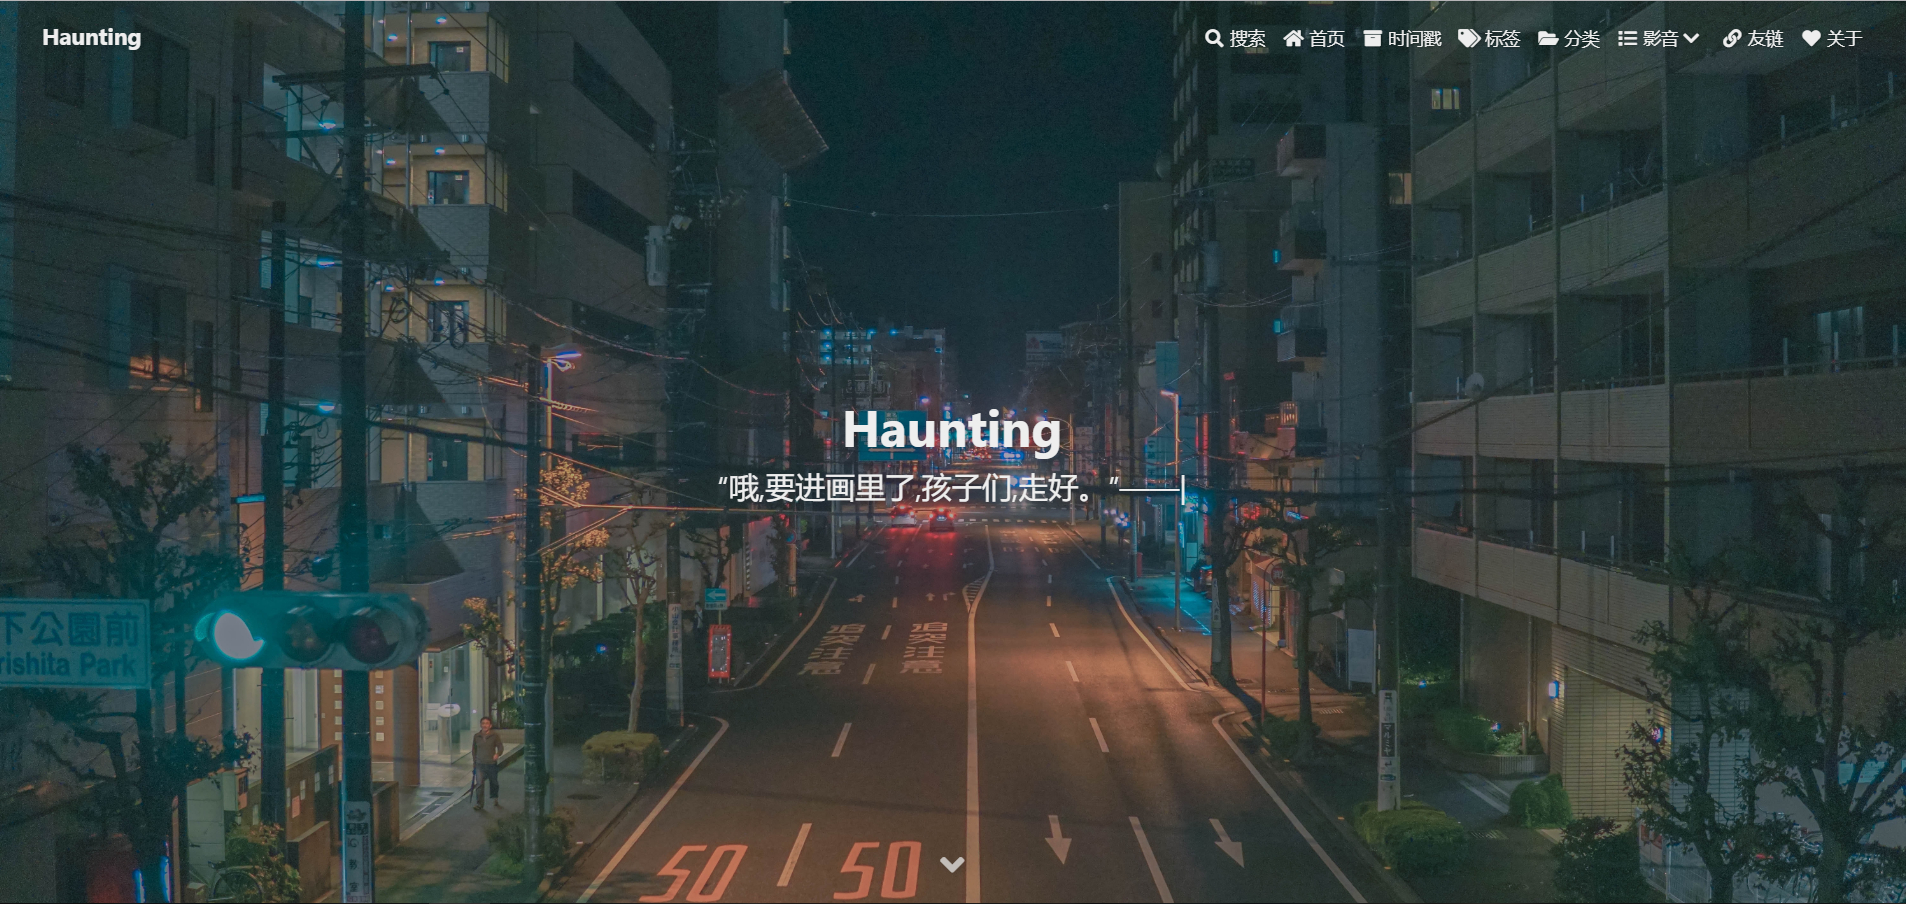 Haunting
搜索 首页 时间戳 标签 分类 影音 友链 关于
Haunting
“哦,要进画里了,孩子们,走好。”——|
下公園前
rishita Park
追突注意 追突注意
50 50